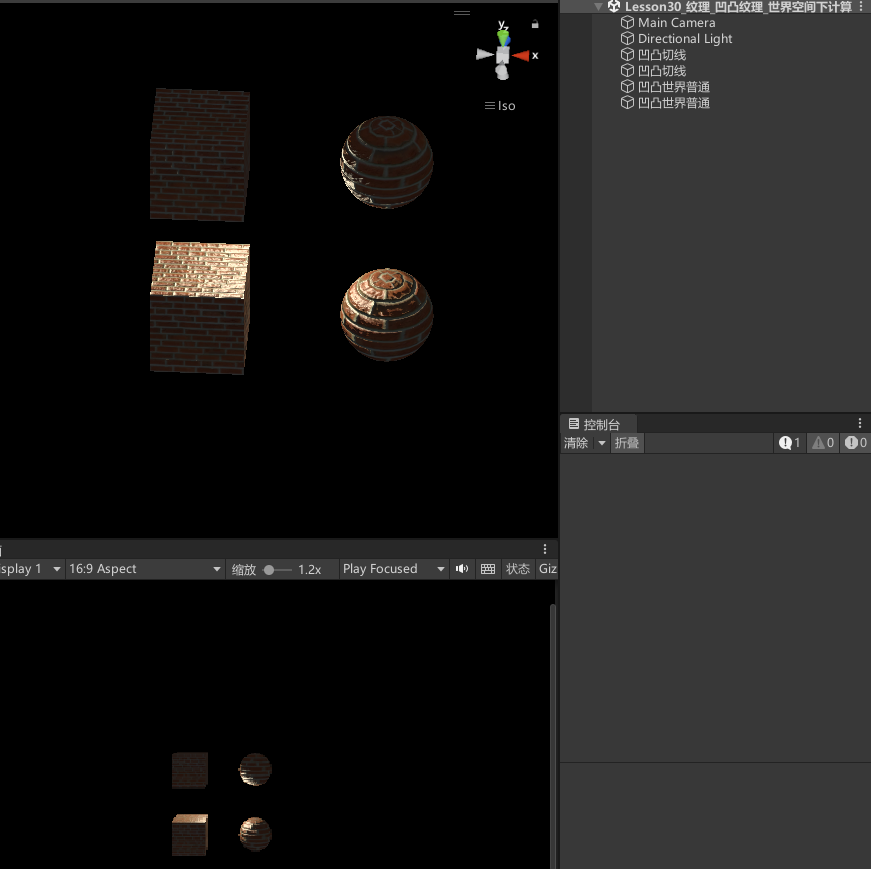 Lesson30_纹理_凹凸纹理_世界空间下计算
Main Camera
Directional Light
凹凸切线
凹凸切线
凹凸世界普通
凹凸世界普通
y
z
x
Iso
控制台
清除
折叠
1
0
0
splay 1
16:9 Aspect
缩放
1.2x
Play Focused
状态
Giz